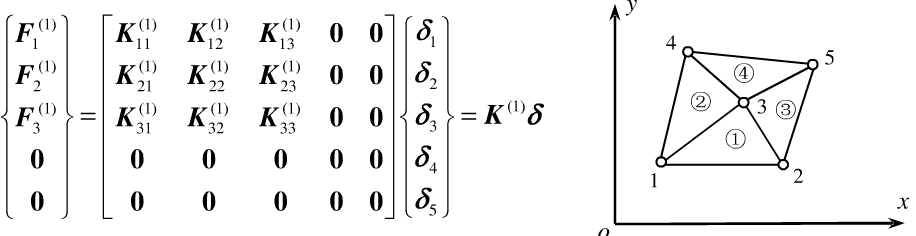 F₁⁽¹⁾ K₁₁⁽¹⁾ K₁₂⁽¹⁾ K₁₃⁽¹⁾ 0 0 δ₁
F₂⁽¹⁾ K₂₁⁽¹⁾ K₂₂⁽¹⁾ K₂₃⁽¹⁾ 0 0 δ₂
F₃⁽¹⁾ = K₃₁⁽¹⁾ K₃₂⁽¹⁾ K₃₃⁽¹⁾ 0 0 δ₃ = K⁽¹⁾δ
0 0 0 0 0 0 δ₄
0 0 0 0 0 0 δ₅
y
4 5
④
② 3 ③
①
1 2
o x